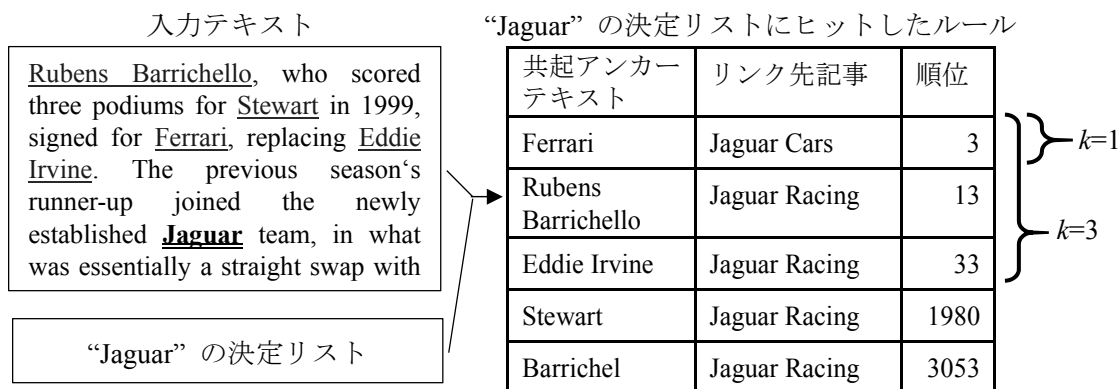 入力テキスト
Rubens Barrichello, who scored
three podiums for Stewart in 1999,
signed for Ferrari, replacing Eddie
Irvine. The previous season‘s
runner-up joined the newly
established Jaguar team, in what
was essentially a straight swap with
“Jaguar” の決定リスト
“Jaguar” の決定リストにヒットしたルール
共起アンカー
テキスト
リンク先記事
順位
Ferrari
Jaguar Cars
3
Rubens
Barrichello
Jaguar Racing
13
Eddie Irvine
Jaguar Racing
33
Stewart
Jaguar Racing
1980
Barrichel
Jaguar Racing
3053
k=1
k=3